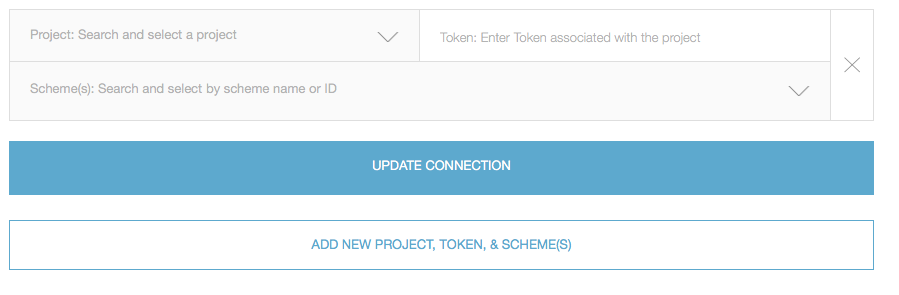 Project: Search and select a project
Token: Enter Token associated with the project
Scheme(s): Search and select by scheme name or ID
UPDATE CONNECTION
ADD NEW PROJECT, TOKEN, & SCHEME(S)